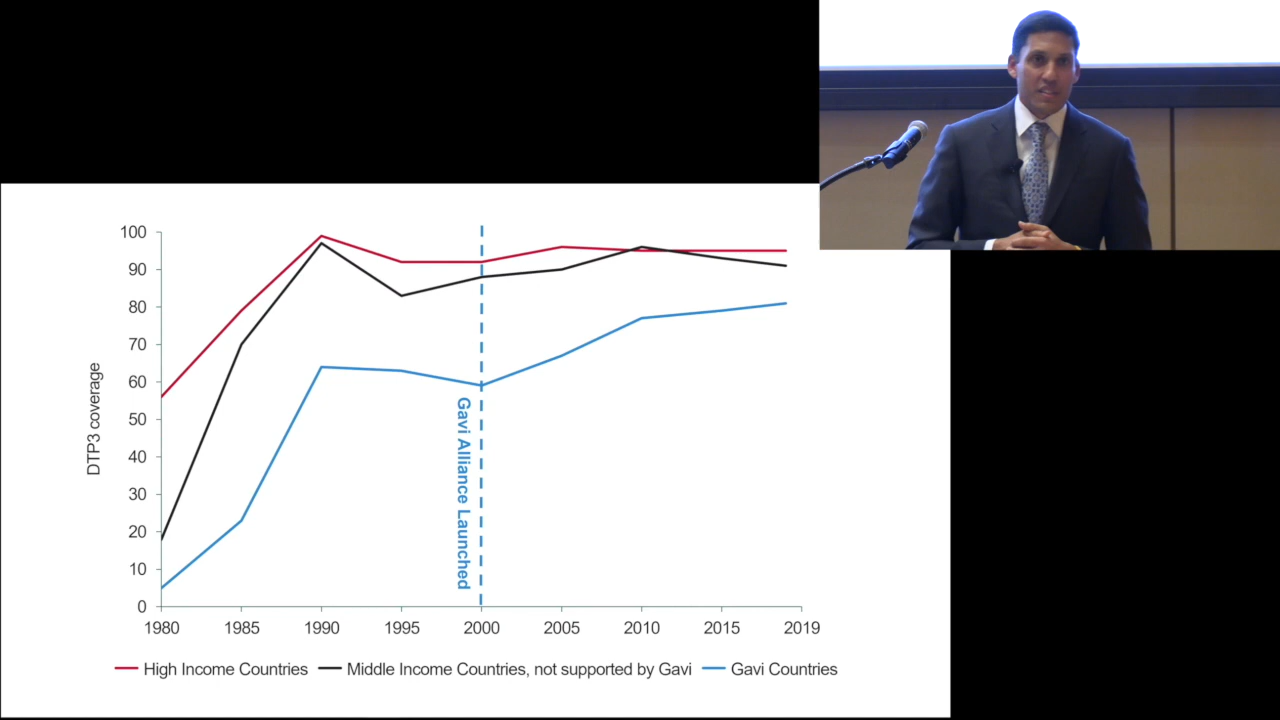 100
90
80
70
60
50
40
30
20
10
0
DTP3 coverage
Gavi Alliance Launched
1980 1985 1990 1995 2000 2005 2010 2015 2019
High Income Countries Middle Income Countries, not supported by Gavi Gavi Countries